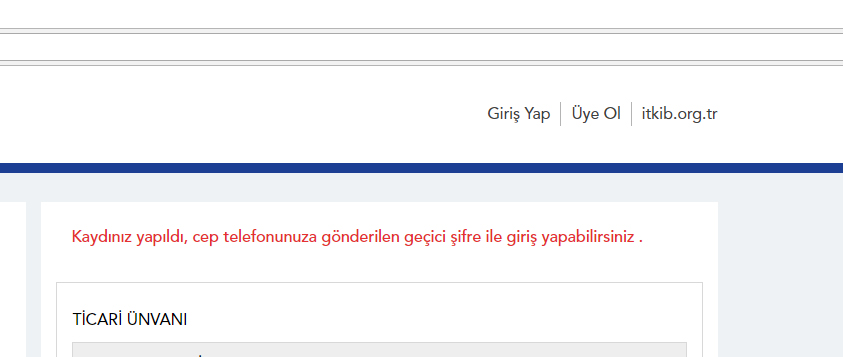 Giriş Yap Üye Ol itkib.org.tr
Kaydınız yapıldı, cep telefonunuza gönderilen geçici şifre ile giriş yapabilirsiniz .
TİCARİ ÜNVANI